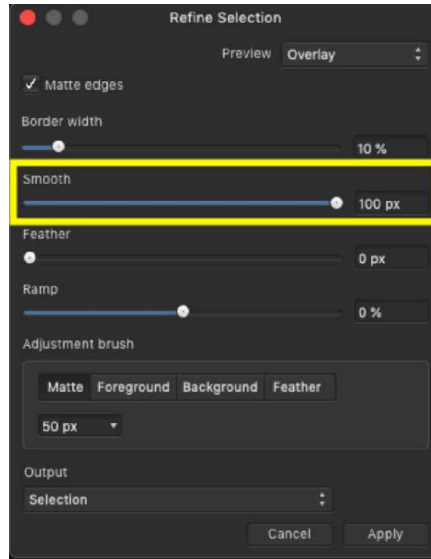 Refine Selection
Preview Overlay
Matte edges
Border width
10 %
Smooth
100 px
Feather
0 px
Ramp
0 %
Adjustment brush
Matte Foreground Background Feather
50 px
Output
Selection
Cancel Apply